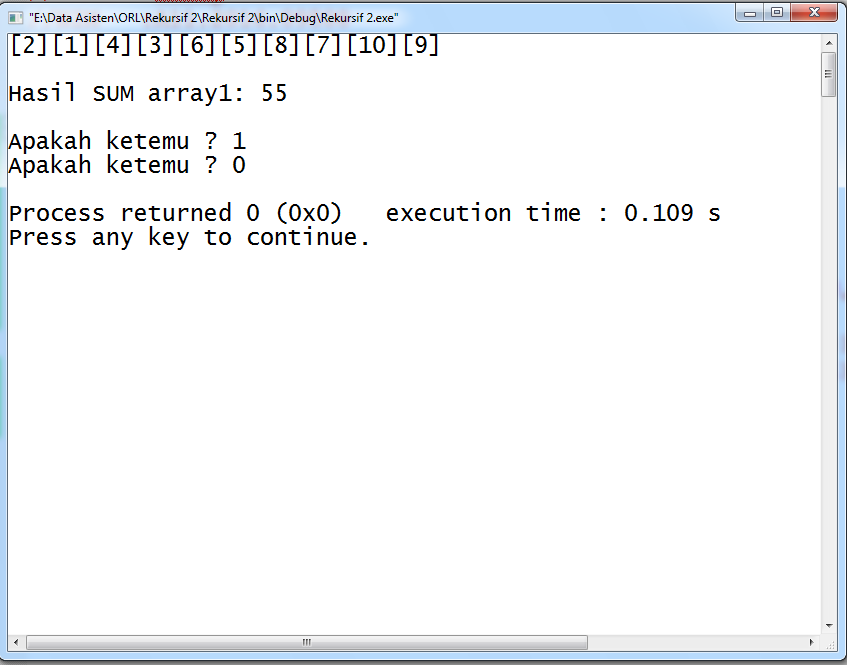 "E:\Data Asisten\ORL\Rekursif 2\Rekursif 2\bin\Debug\Rekursif 2.exe"
[2][1][4][3][6][5][8][7][10][9]
Hasil SUM array1: 55
Apakah ketemu ? 1
Apakah ketemu ? 0
Process returned 0 (0x0)   execution time : 0.109 s
Press any key to continue.